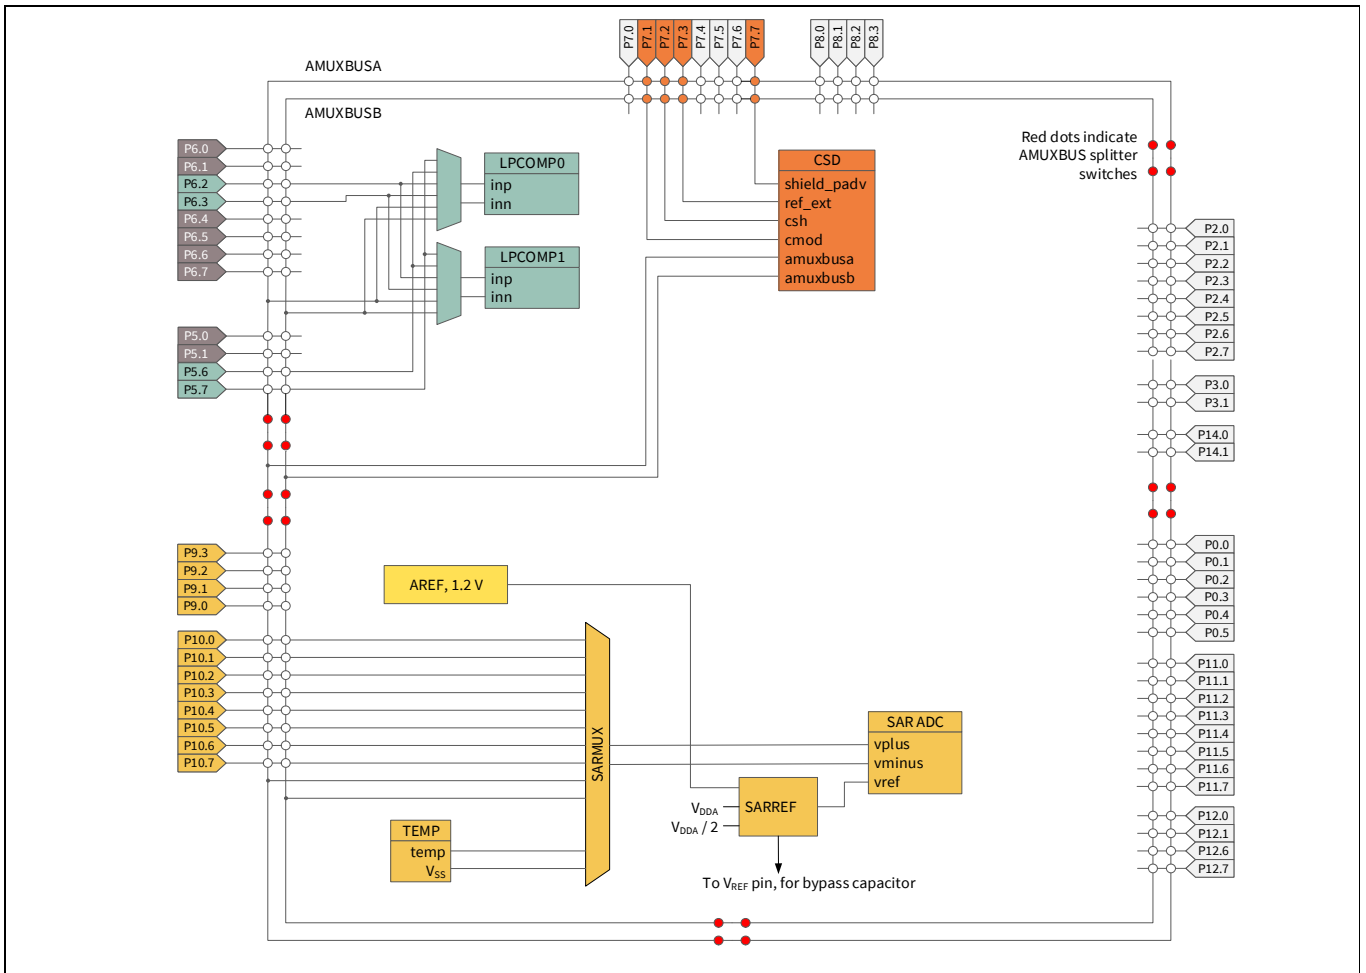 P7.0
P7.1
P7.2
P7.3
P7.4
P7.5
P7.6
P7.7
P8.0
P8.1
P8.2
P8.3
AMUXBUSA
AMUXBUSB
Red dots indicate
AMUXBUS splitter
switches
P6.0
P6.1
P6.2
P6.3
P6.4
P6.5
P6.6
P6.7
LPCOMP0
inp
inn
LPCOMP1
inp
inn
CSD
shield_padv
ref_ext
csh
cmod
amuxbusa
amuxbusb
P5.0
P5.1
P5.6
P5.7
P2.0
P2.1
P2.2
P2.3
P2.4
P2.5
P2.6
P2.7
P3.0
P3.1
P14.0
P14.1
P9.3
P9.2
P9.1
P9.0
AREF, 1.2 V
P10.0
P10.1
P10.2
P10.3
P10.4
P10.5
P10.6
P10.7
SARMUX
SAR ADC
vplus
vminus
vref
SARREF
VDDA
VDDA / 2
TEMP
temp
VSS
To VREF pin, for bypass capacitor
P0.0
P0.1
P0.2
P0.3
P0.4
P0.5
P11.0
P11.1
P11.2
P11.3
P11.4
P11.5
P11.6
P11.7
P12.0
P12.1
P12.6
P12.7